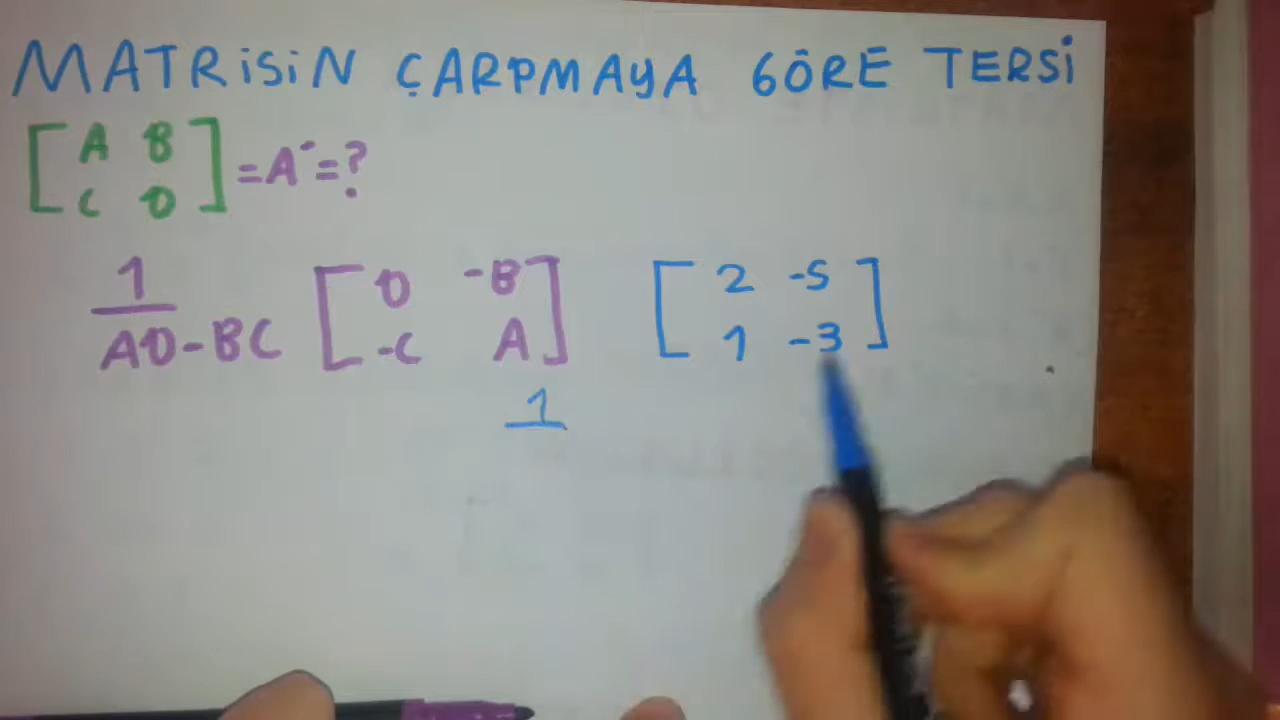 MATRİSİN ÇARPMAYA GÖRE TERSİ
[ A B ] = A⁻ = ?
[ C D ]
1
AD-BC
[ D -B ]
[ -C A ]
[ 2 -5 ]
[ 1 -3 ]
1